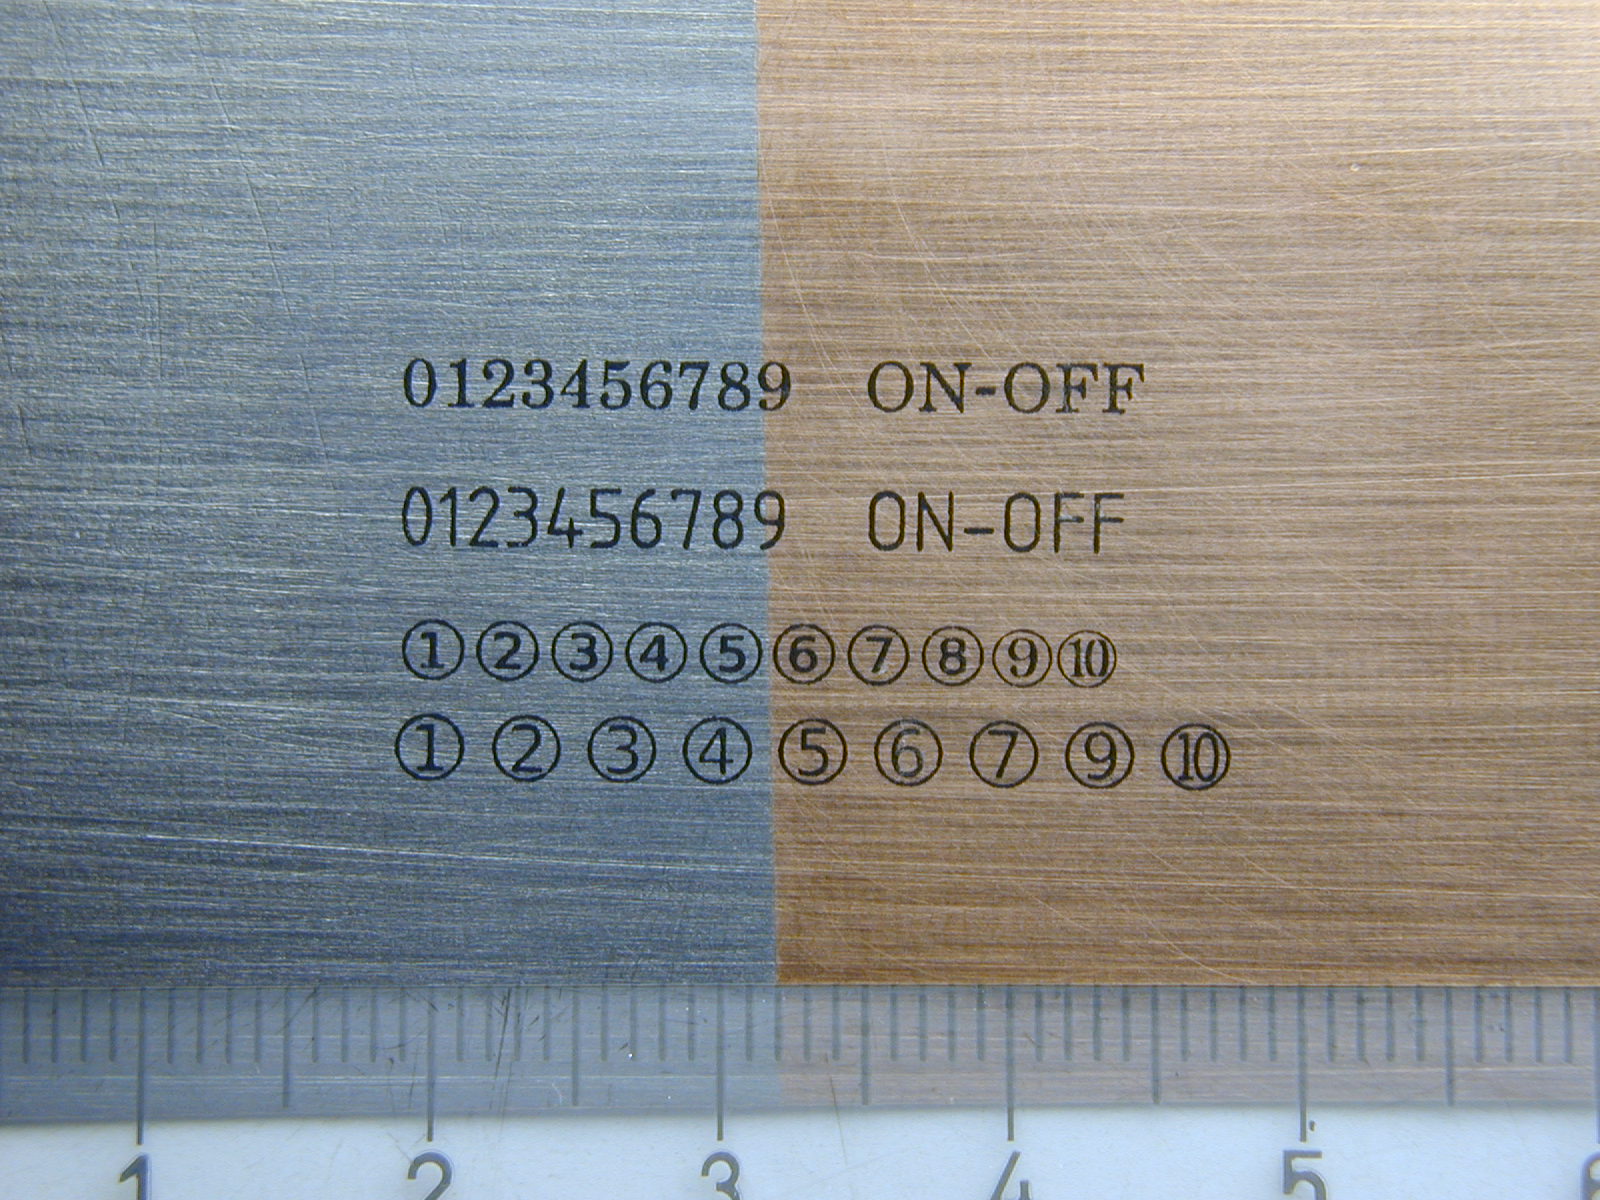 0123456789 ON-OFF
0123456789 ON-OFF
①②③④⑤⑥⑦⑧⑨⑩
①②③④⑤⑥⑦⑨⑩
1 2 3 4 5 6